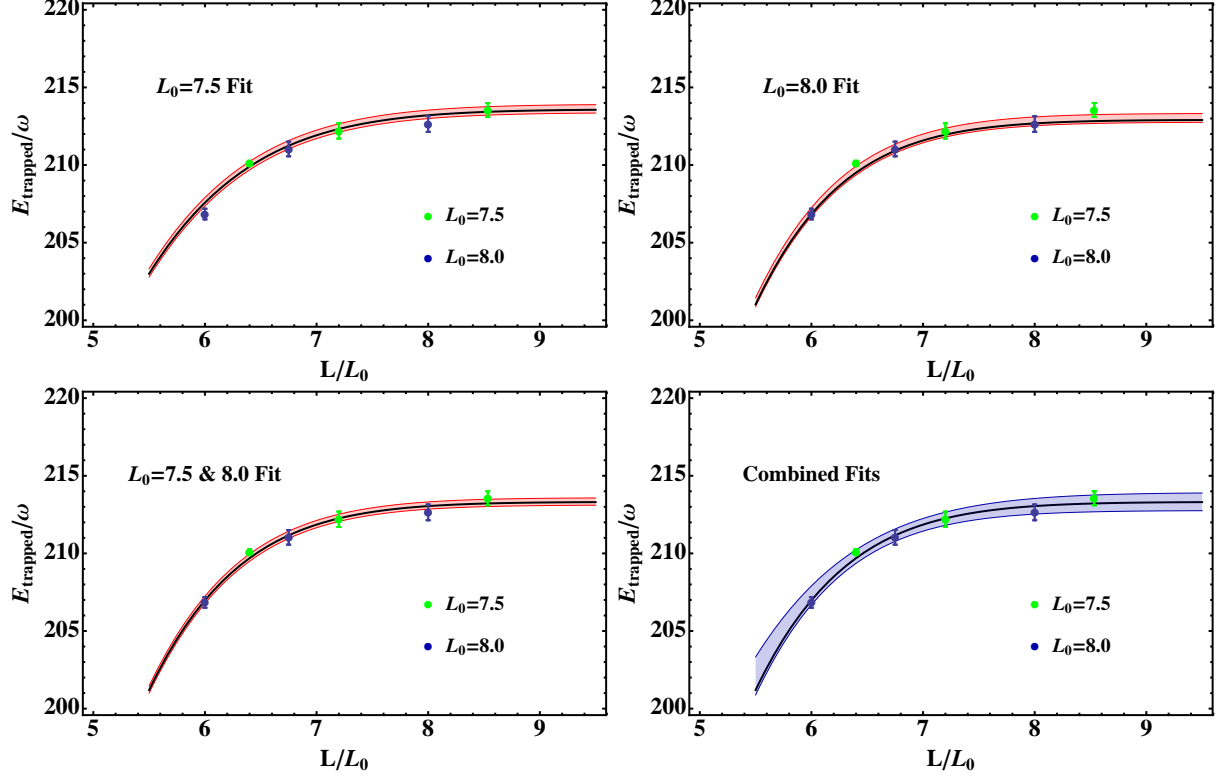 220
215
210
205
200
E_trapped/ω
L₀=7.5 Fit
L₀=7.5
L₀=8.0
5 6 7 8 9
L/L₀
220
215
210
205
200
E_trapped/ω
L₀=8.0 Fit
L₀=7.5
L₀=8.0
5 6 7 8 9
L/L₀
220
215
210
205
200
E_trapped/ω
L₀=7.5 & 8.0 Fit
L₀=7.5
L₀=8.0
5 6 7 8 9
L/L₀
220
215
210
205
200
E_trapped/ω
Combined Fits
L₀=7.5
L₀=8.0
5 6 7 8 9
L/L₀